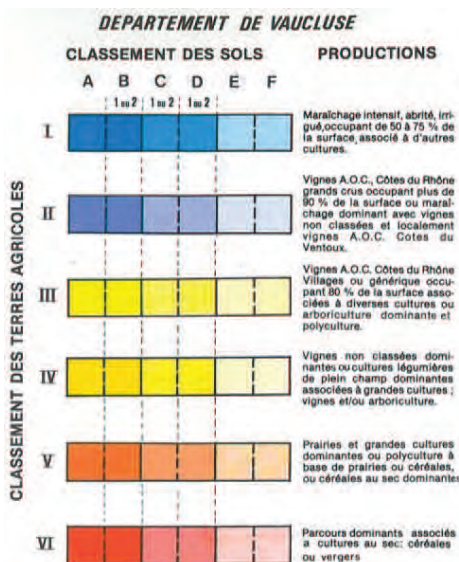 DEPARTEMENT DE VAUCLUSE
CLASSEMENT DES SOLS
PRODUCTIONS
A B C D E F
1 ou 2 1 ou 2 1 ou 2
CLASSEMENT DES TERRES AGRICOLES
I
Maraîchage intensif, abrité, irri-
gué,occupant de 50 à 75 % de
la surface, associé à d'autres
cultures.
II
Vignes A.O.C., Côtes du Rhône
grands crus occupant plus de
90 % de la surface ou maraî-
chage dominant avec vignes
non classées et localement
vignes A.O.C. Cotes du
Ventoux.
III
Vignes A.O.C. Côtes du Rhône
Villages ou générique occu-
pant 80 % de la surface asso-
ciées à diverses cultures ou
arboriculture dominante et
polyculture.
IV
Vignes non classées domi-
nantes ou cultures légumières
de plein champ dominantes
associées à grandes cultures ;
vignes et/ou arboriculture.
V
Prairies et grandes cultures
dominantes ou polyculture à
base de prairies ou céréales,
ou céréales au sec dominantes
VI
Parcours dominants associés
a cultures au sec: céréales
ou vergers